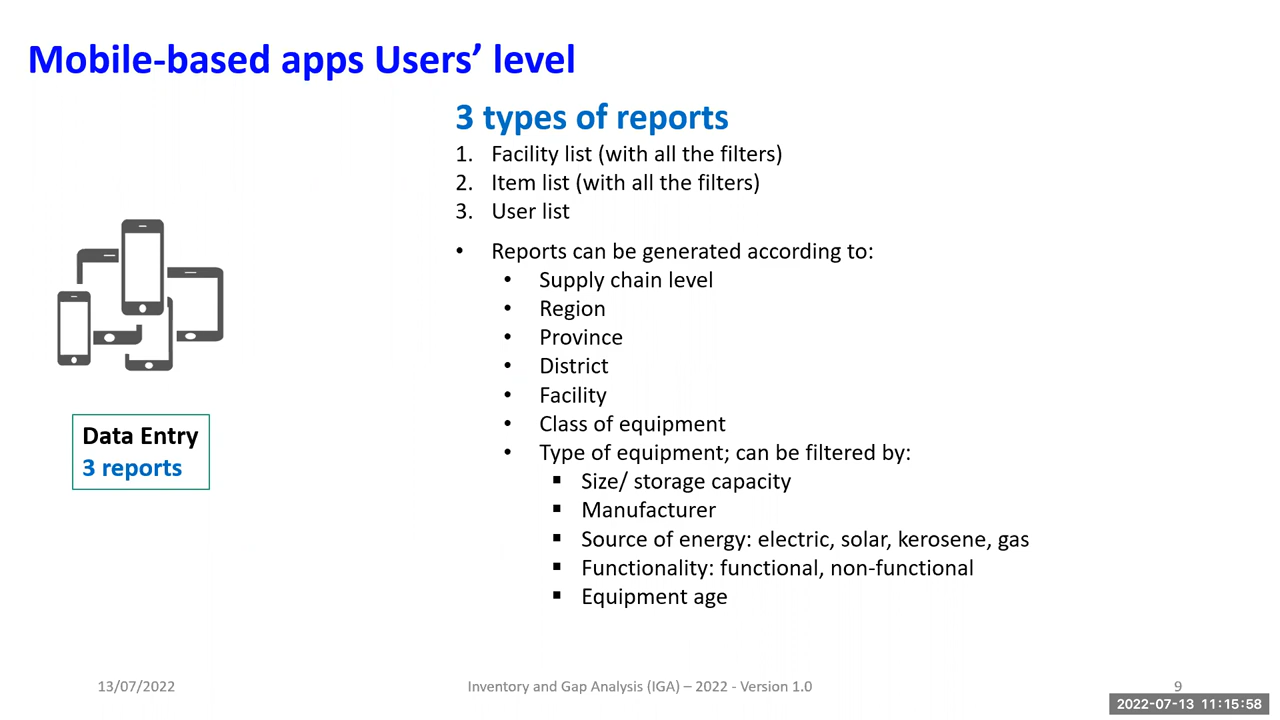 Mobile-based apps Users’ level
3 types of reports
1. Facility list (with all the filters)
2. Item list (with all the filters)
3. User list
• Reports can be generated according to:
• Supply chain level
• Region
• Province
• District
• Facility
• Class of equipment
• Type of equipment; can be filtered by:
▪ Size/ storage capacity
▪ Manufacturer
▪ Source of energy: electric, solar, kerosene, gas
▪ Functionality: functional, non-functional
▪ Equipment age
Data Entry
3 reports
13/07/2022
Inventory and Gap Analysis (IGA) – 2022 - Version 1.0
9
2022-07-13 11:15:58